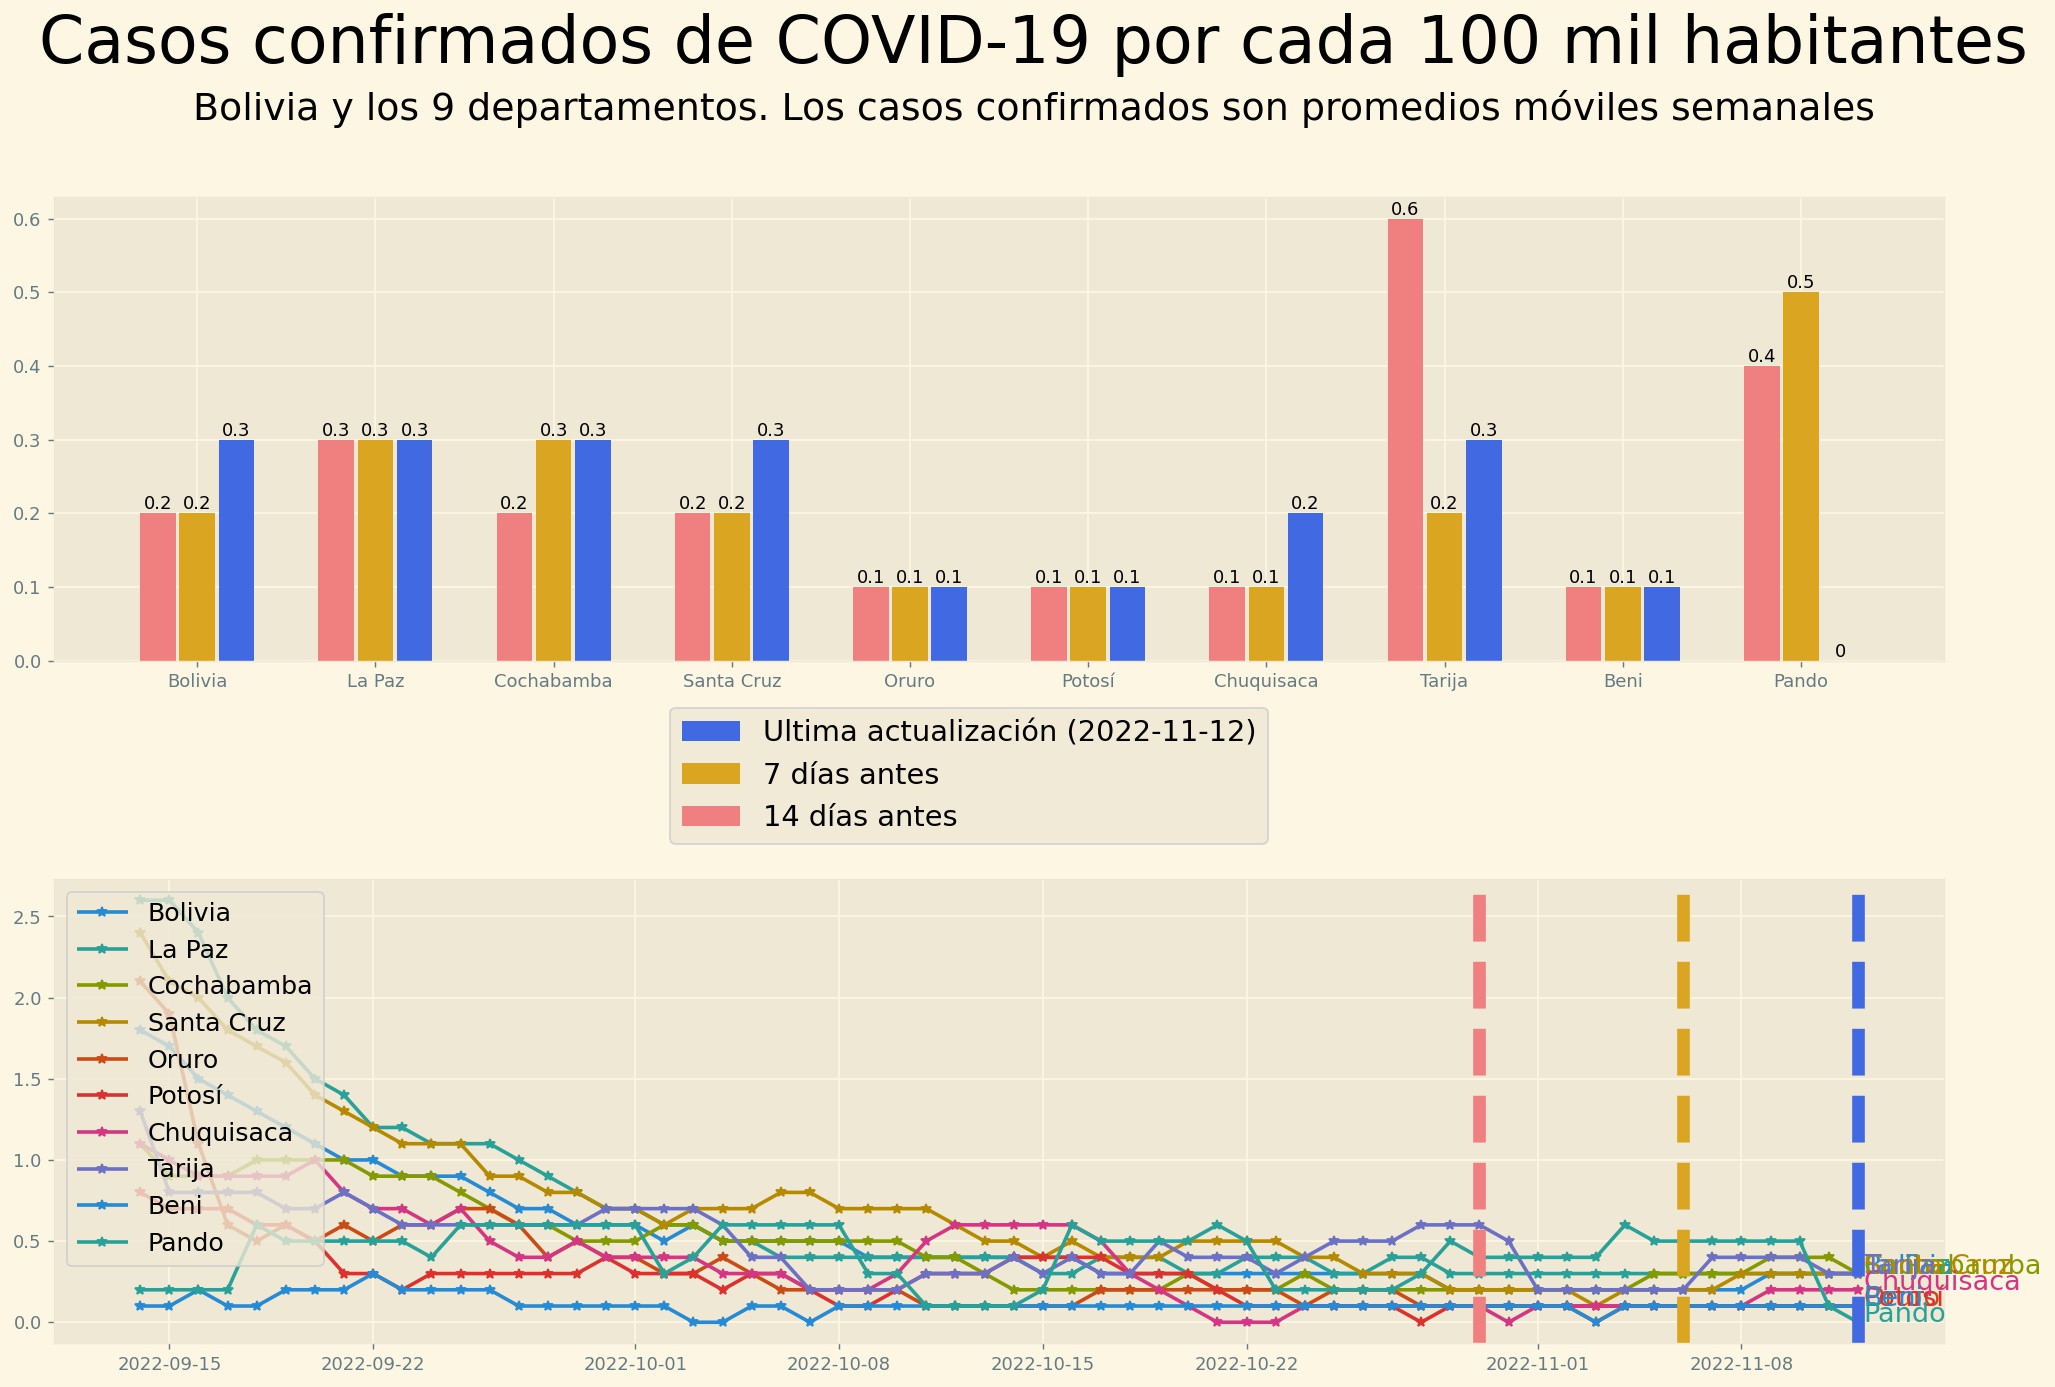 Casos confirmados de COVID-19 por cada 100 mil habitantes
Bolivia y los 9 departamentos. Los casos confirmados son promedios móviles semanales
0.6
0.5
0.4
0.3
0.2
0.1
0.0
0.2 0.2 0.3
0.3 0.3 0.3
0.2 0.3 0.3
0.2 0.2 0.3
0.1 0.1 0.1
0.1 0.1 0.1
0.1 0.1 0.2
0.6 0.2 0.3
0.1 0.1 0.1
0.4 0.5 0
Bolivia La Paz Cochabamba Santa Cruz Oruro Potosí Chuquisaca Tarija Beni Pando
Ultima actualización (2022-11-12)
7 días antes
14 días antes
2.5
2.0
1.5
1.0
0.5
0.0
Bolivia
La Paz
Cochabamba
Santa Cruz
Oruro
Potosí
Chuquisaca
Tarija
Beni
Pando
Chuquisaca
Pando
2022-09-15 2022-09-22 2022-10-01 2022-10-08 2022-10-15 2022-10-22 2022-11-01 2022-11-08